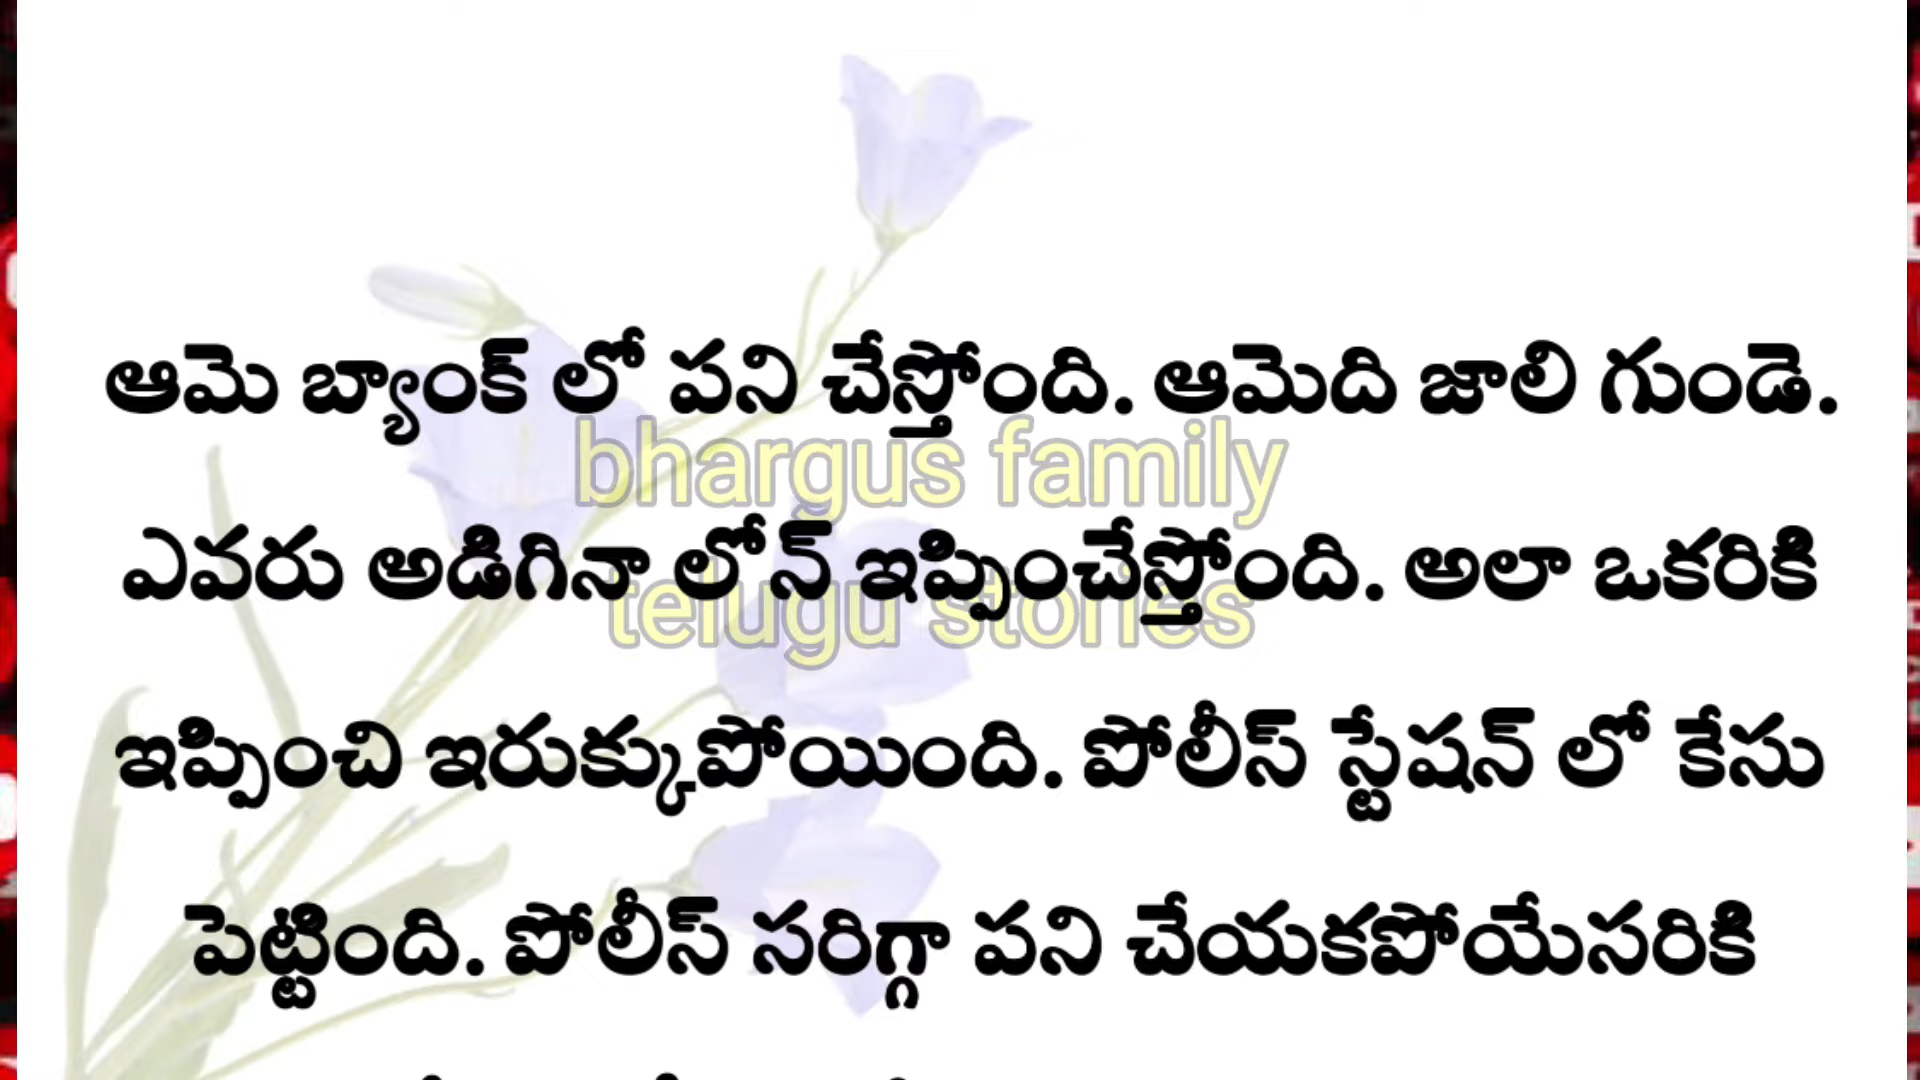 ఆమె బ్యాంక్ లో పని చేస్తోంది. ఆమెది జాలి గుండె.
bhargus family
ఎవరు అడిగినా లోన్ ఇప్పించేస్తోంది. అలా ఒకరికి
telugu stories
ఇప్పించి ఇరుక్కుపోయింది. పోలీస్ స్టేషన్ లో కేసు
పెట్టింది. పోలీస్ సరిగ్గా పని చేయకపోయేసరికి